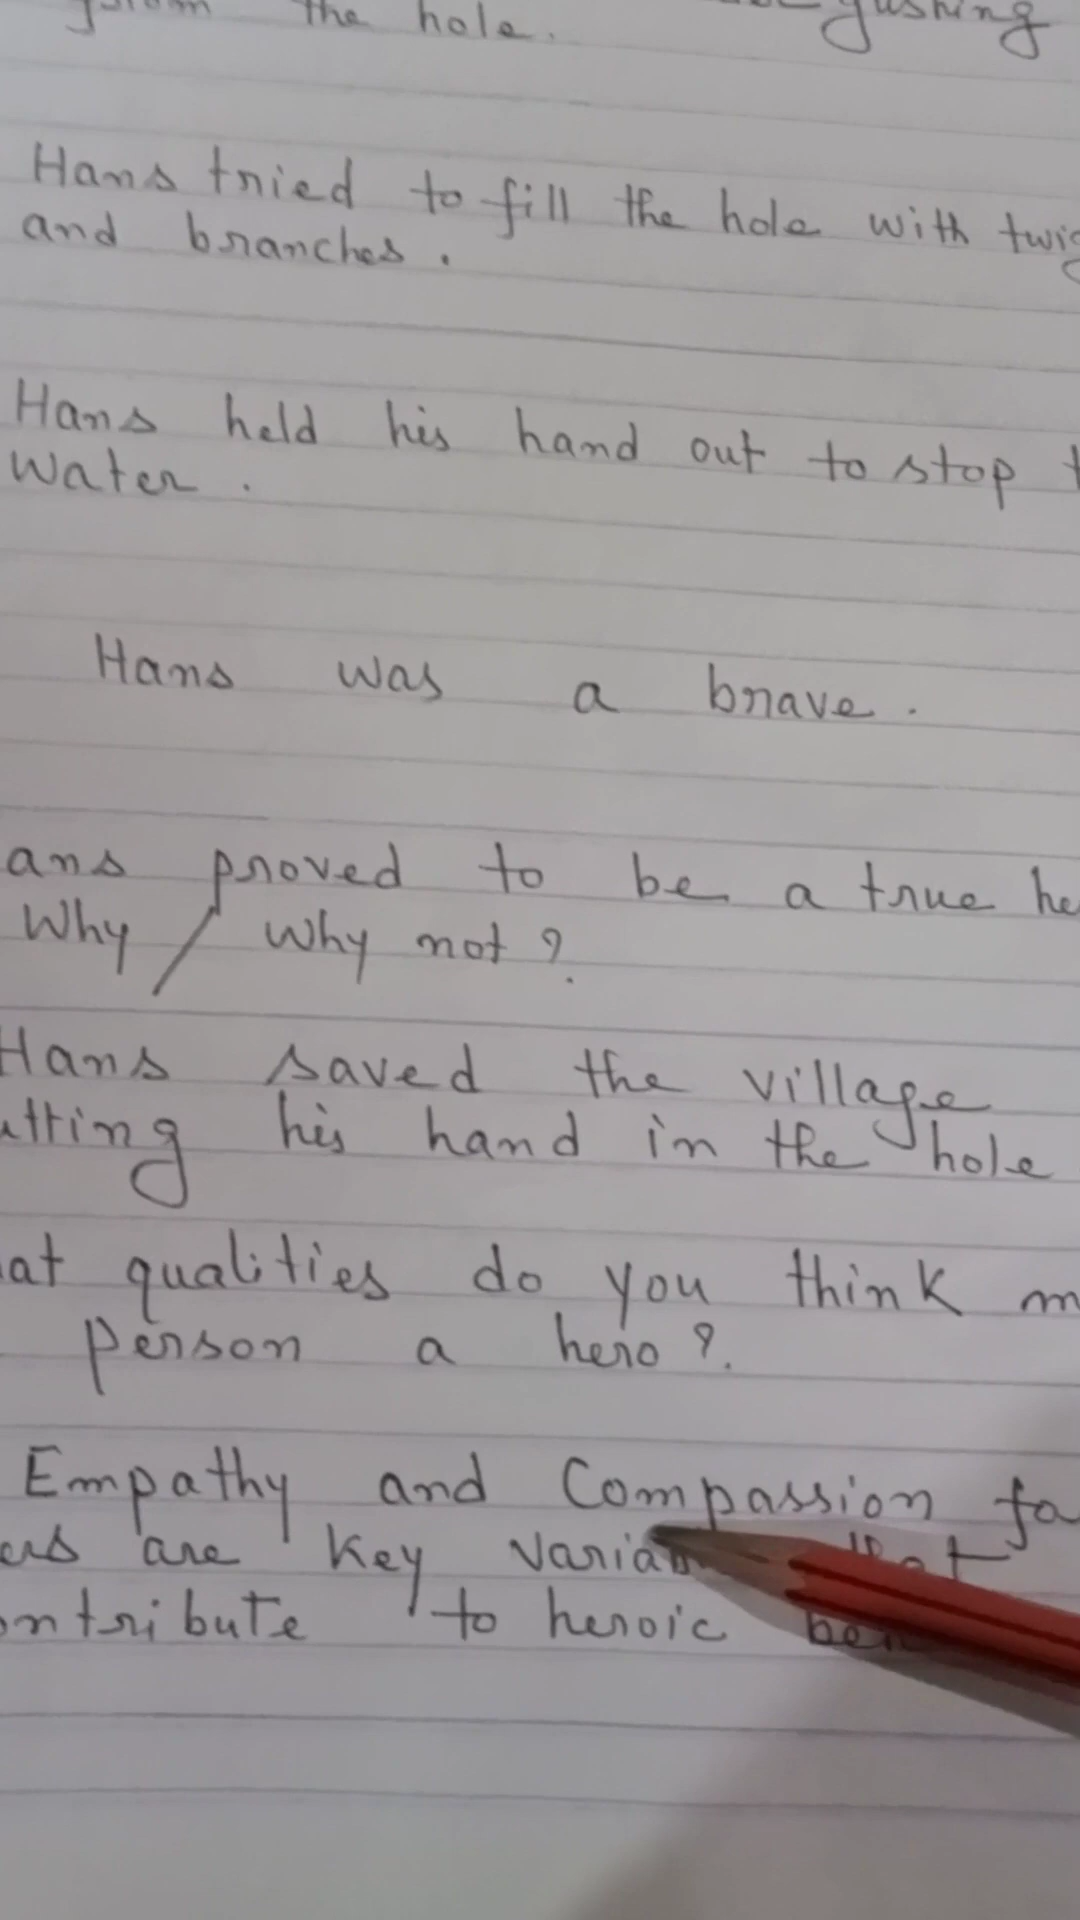 the hole. gushing
Hans tried to fill the hole with
and branches.
Hans held his hand out to stop
Water.
Hans was a brave.
proved to be a true
Why / Why not?
Hans saved the village
his hand in the hole
qualities do you think
person a hero?
Empathy and Compassion
are key that
to heroic